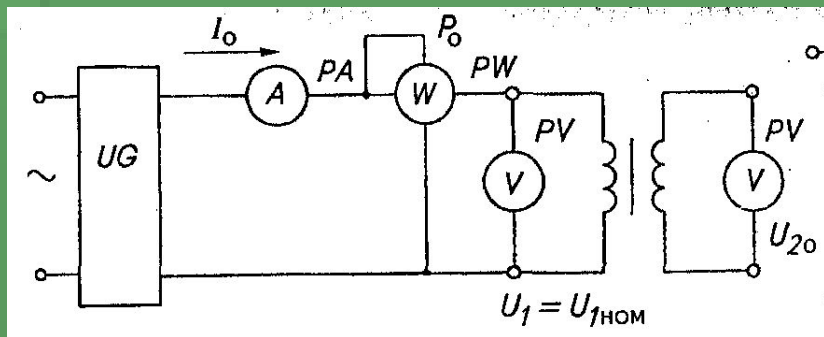 I₀
P₀
PA
PW
A
W
~
UG
PV
V
PV
V
U₂₀
U₁ = U₁ном